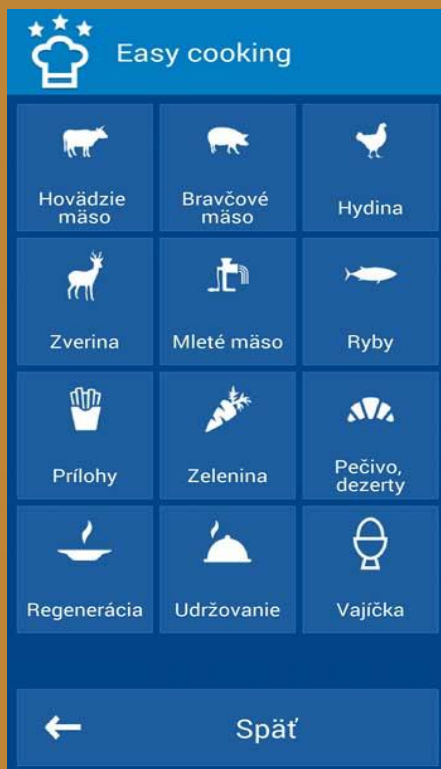 Easy cooking
Hovädzie
mäso
Bravčové
mäso
Hydina
Zverina
Mleté mäso
Ryby
Prílohy
Zelenina
Pečivo,
dezerty
Regenerácia
Udržovanie
Vajíčka
Späť